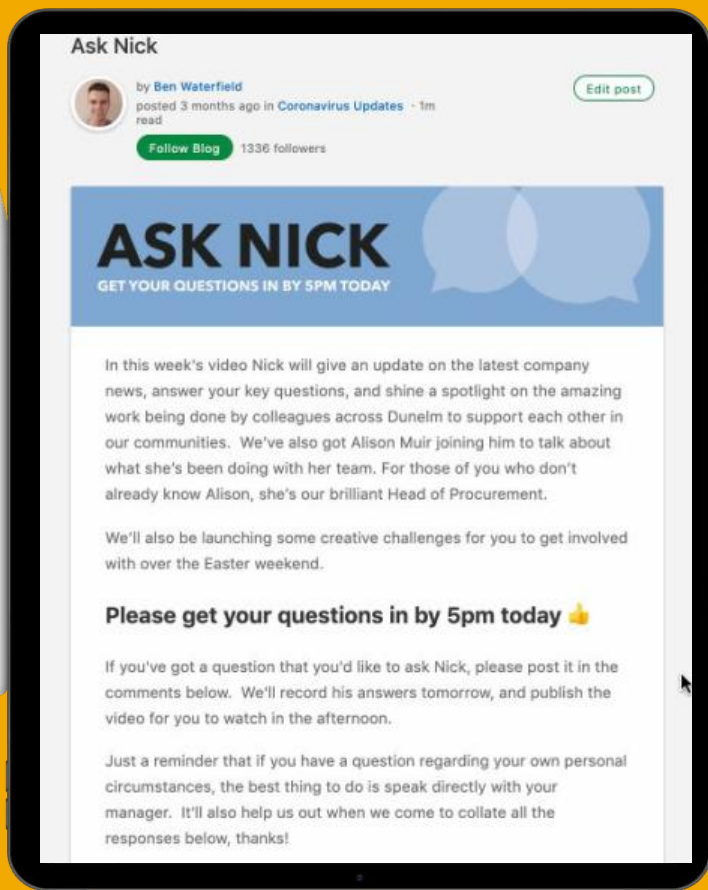 Ask Nick
by Ben Waterfield
posted 3 months ago in Coronavirus Updates · 1m
read
Edit post
Follow Blog 1336 followers
ASK NICK
GET YOUR QUESTIONS IN BY 5PM TODAY
In this week's video Nick will give an update on the latest company
news, answer your key questions, and shine a spotlight on the amazing
work being done by colleagues across Dunelm to support each other in
our communities. We've also got Alison Muir joining him to talk about
what she's been doing with her team. For those of you who don't
already know Alison, she's our brilliant Head of Procurement.
We'll also be launching some creative challenges for you to get involved
with over the Easter weekend.
Please get your questions in by 5pm today 👍
If you've got a question that you'd like to ask Nick, please post it in the
comments below. We'll record his answers tomorrow, and publish the
video for you to watch in the afternoon.
Just a reminder that if you have a question regarding your own personal
circumstances, the best thing to do is speak directly with your
manager. It'll also help us out when we come to collate all the
responses below, thanks!